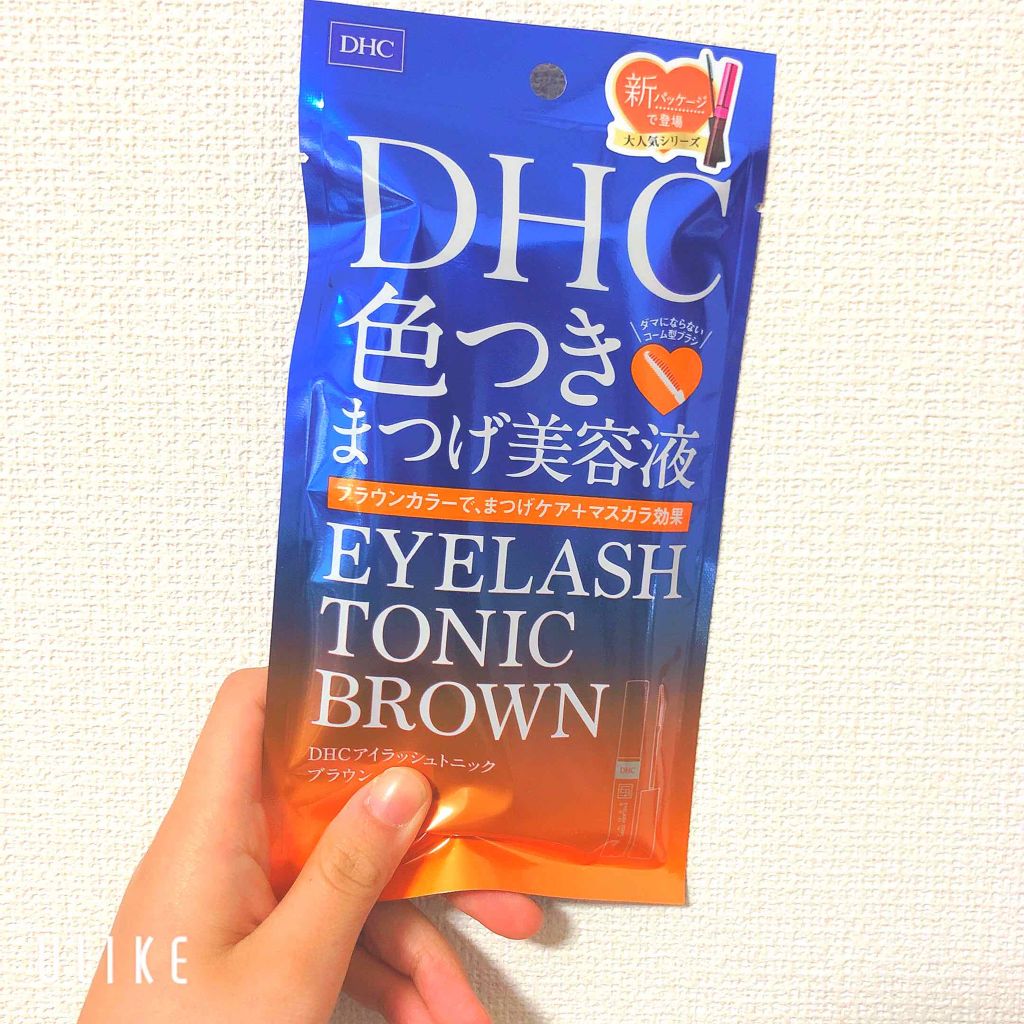 DHC
新パッケージ
で登場
大人気シリーズ
DHC
色つき
ダマにならない
コーム型ブラシ
まつげ美容液
ブラウンカラーで、まつげケア+マスカラ効果
EYELASH
TONIC
BROWN
DHCアイラッシュトニック
ブラウン
DHC
ULIKE